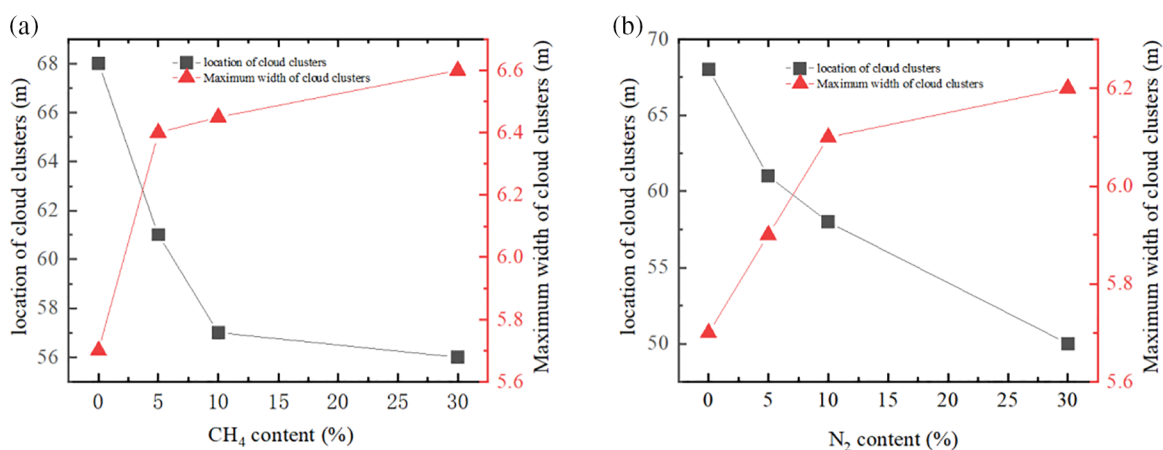 (a)
location of cloud clusters (m)
68
66
64
62
60
58
56
location of cloud clusters
Maximum width of cloud clusters
6.6
6.4
6.2
6.0
5.8
5.6
Maximum width of cloud clusters (m)
0 5 10 15 20 25 30
CH₄ content (%)
(b)
location of cloud clusters (m)
70
65
60
55
50
location of cloud clusters
Maximum width of cloud clusters
6.2
6.0
5.8
5.6
Maximum width of cloud clusters (m)
0 5 10 15 20 25 30
N₂ content (%)